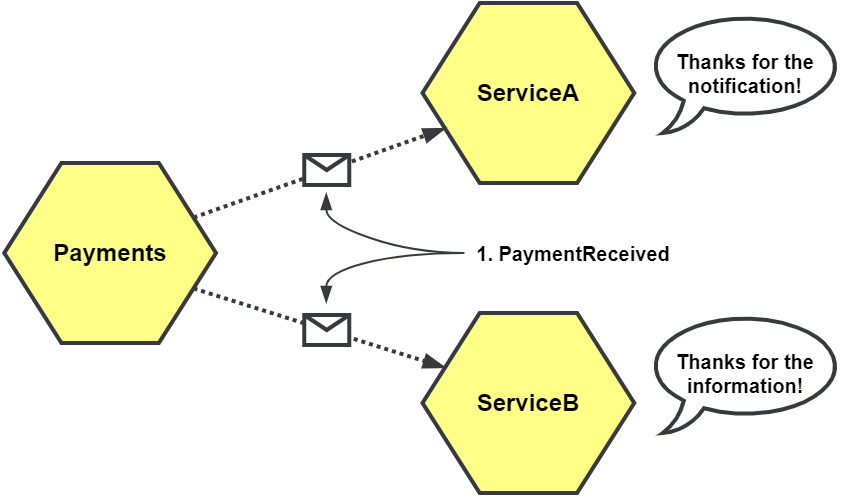 ServiceA
Thanks for the
notification!
Payments
1. PaymentReceived
ServiceB
Thanks for the
information!